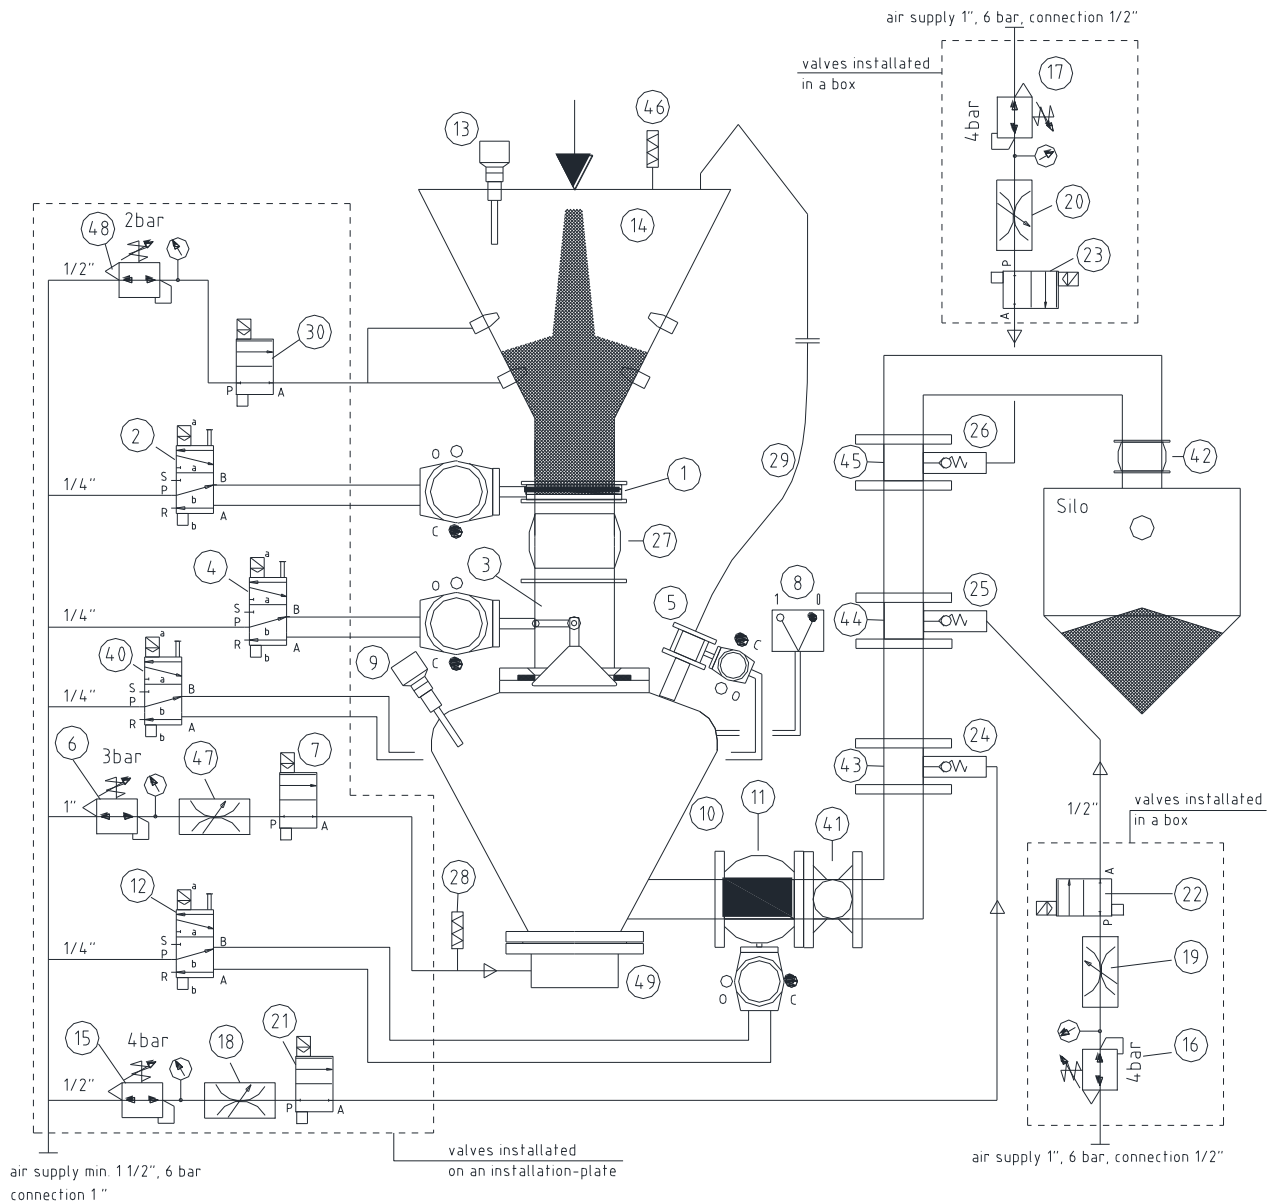 air supply 1", 6 bar, connection 1/2"
valves installated
in a box
17
4bar
20
P
23
A
13
46
14
48
2bar
1/2"
30
P
A
2
a
S
P
a
B
1/4"
b
R
A
b
O
C
1
27
29
45
26
42
Silo
4
a
S
P
a
B
1/4"
b
R
A
b
3
O
C
5
C
O
8
1
0
44
25
40
S
P
a
B
1/4"
b
R
A
b
9
6
3bar
47
7
1"
P
A
10
11
41
43
24
1/2"
valves installated
in a box
12
a
S
P
a
B
1/4"
b
R
A
b
28
49
O
C
22
A
P
19
15
4bar
18
21
1/2"
P
A
16
4bar
air supply min. 1 1/2", 6 bar
connection 1"
valves installated
on an installation-plate
air supply 1", 6 bar, connection 1/2"